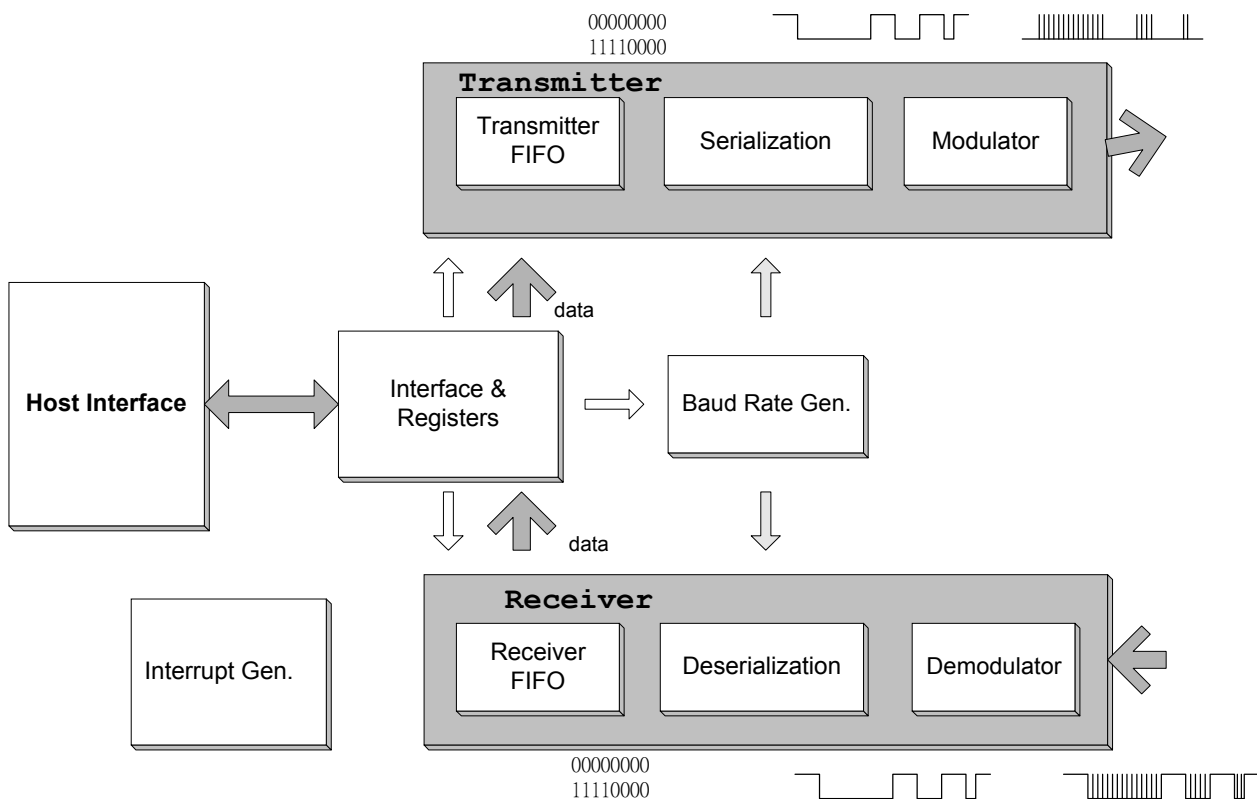 00000000
11110000
Transmitter
Transmitter
FIFO
Serialization
Modulator
data
Host Interface
Interface &
Registers
Baud Rate Gen.
data
Receiver
Interrupt Gen.
Receiver
FIFO
Deserialization
Demodulator
00000000
11110000